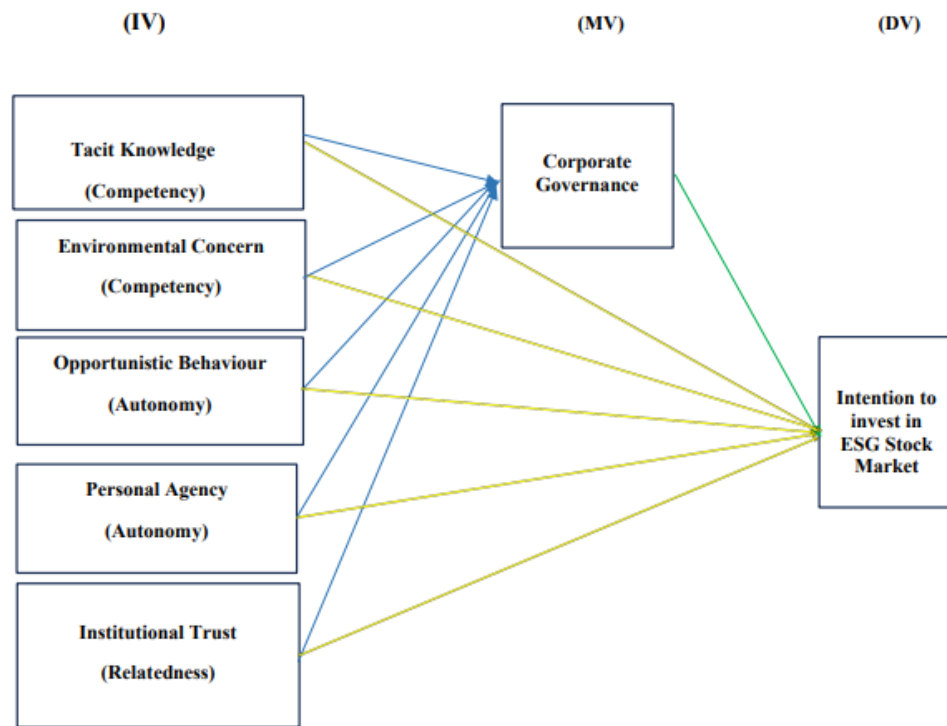 (IV)
(MV)
(DV)
Tacit Knowledge
(Competency)
Environmental Concern
(Competency)
Opportunistic Behaviour
(Autonomy)
Personal Agency
(Autonomy)
Institutional Trust
(Relatedness)
Corporate
Governance
Intention to
invest in
ESG Stock
Market